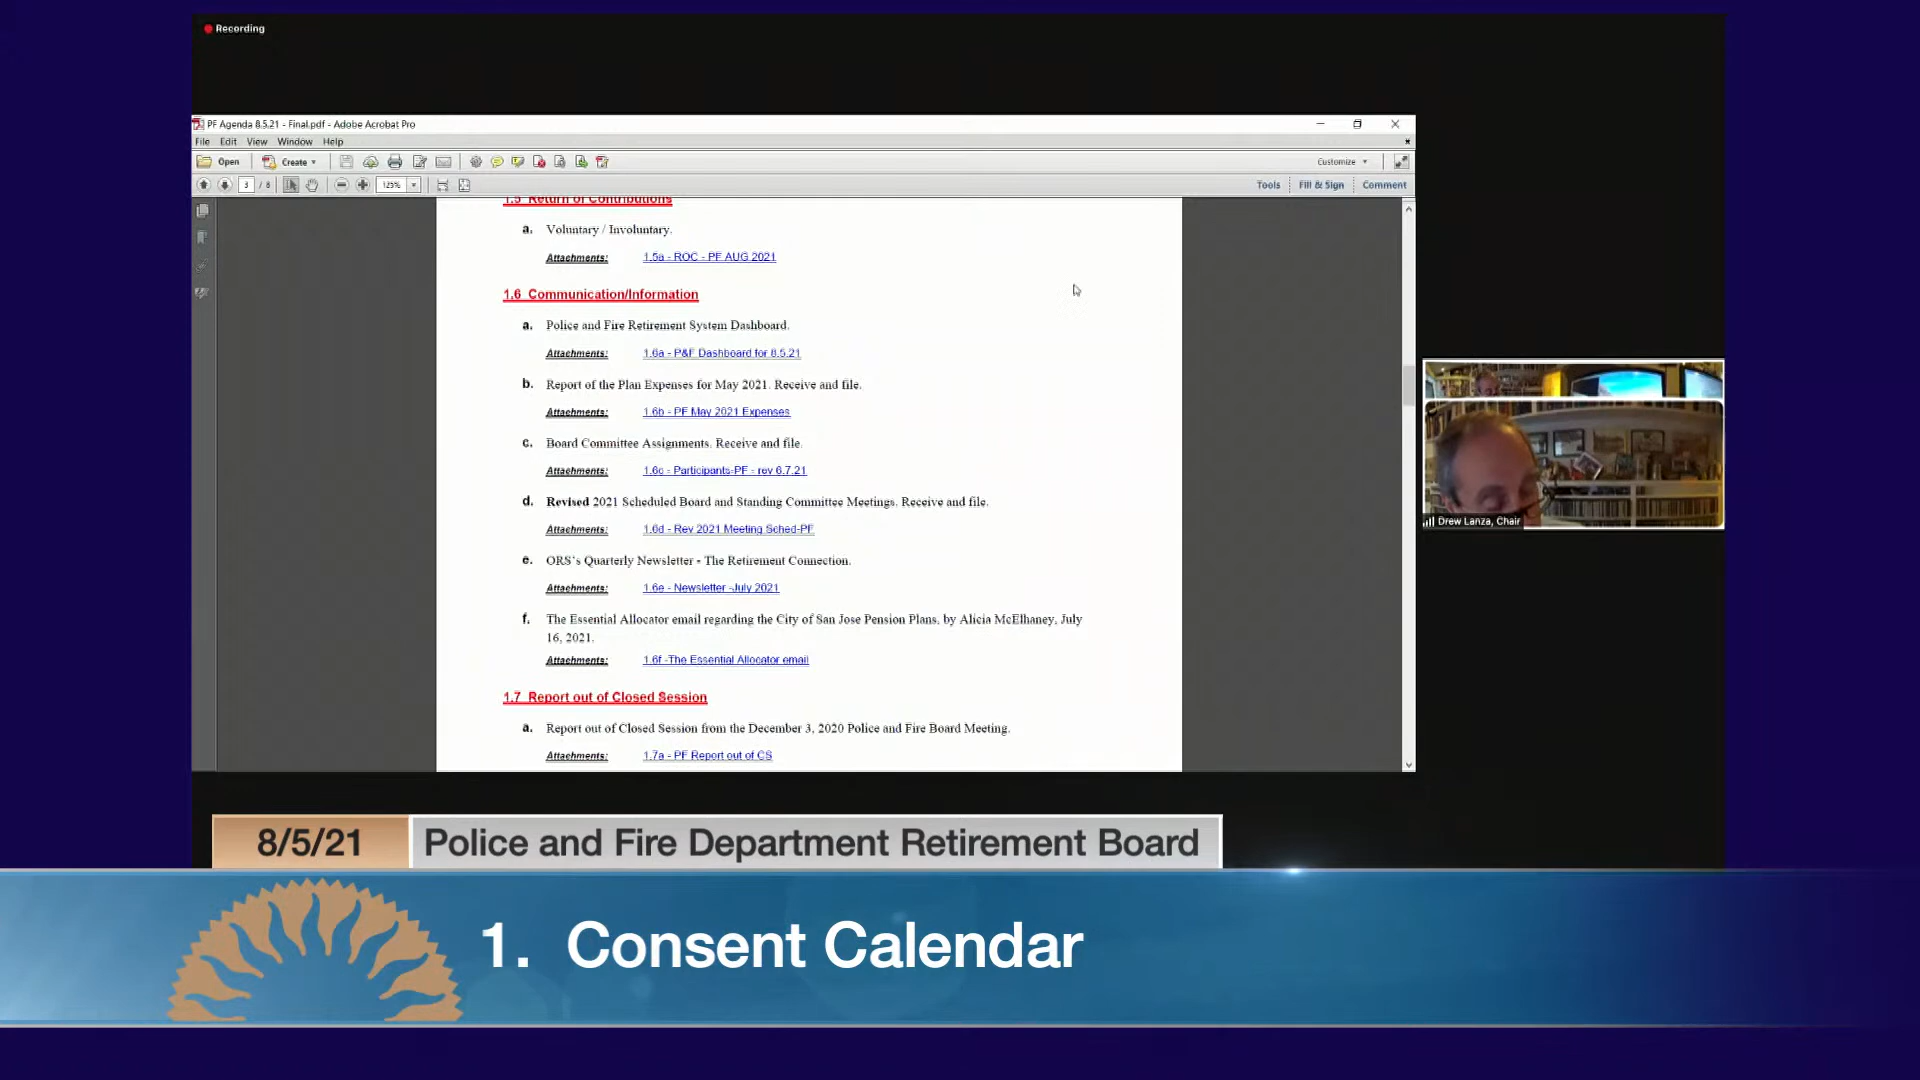 Recording
PF Agenda 8.5.21 - Final.pdf - Adobe Acrobat Pro
File Edit View Window Help
Open Create Customize
3 / 8 125% Tools Fill & Sign Comment
1.5 Return of Contributions
a. Voluntary / Involuntary.
Attachments: 1.5a - ROC - PF AUG 2021
1.6 Communication/Information
a. Police and Fire Retirement System Dashboard.
Attachments: 1.6a - P&F Dashboard for 8.5.21
b. Report of the Plan Expenses for May 2021. Receive and file.
Attachments: 1.6b - PF May 2021 Expenses
c. Board Committee Assignments. Receive and file.
Attachments: 1.6c - Participants-PF - rev 6.7.21
d. Revised 2021 Scheduled Board and Standing Committee Meetings. Receive and file.
Attachments: 1.6d - Rev 2021 Meeting Sched-PF
e. ORS's Quarterly Newsletter - The Retirement Connection.
Attachments: 1.6e - Newsletter -July 2021
f. The Essential Allocator email regarding the City of San Jose Pension Plans, by Alicia McElhaney, July
16, 2021.
Attachments: 1.6f -The Essential Allocator email
1.7 Report out of Closed Session
a. Report out of Closed Session from the December 3, 2020 Police and Fire Board Meeting.
Attachments: 1.7a - PF Report out of CS
Drew Lanza, Chair
8/5/21 Police and Fire Department Retirement Board
1. Consent Calendar